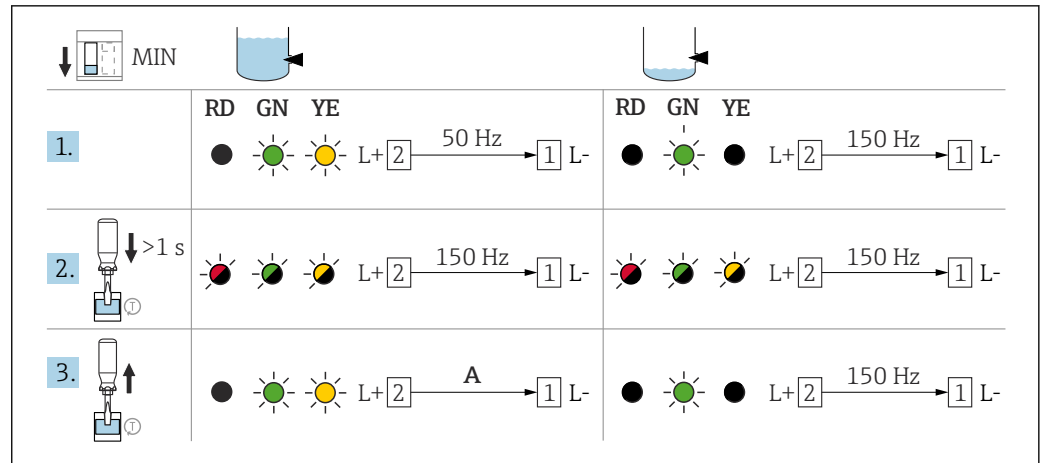 MIN
RD GN YE RD GN YE
1. L+ 2 50 Hz 1 L- L+ 2 150 Hz 1 L-
2. >1 s T L+ 2 150 Hz 1 L- L+ 2 150 Hz 1 L-
3. T L+ 2 A 1 L- L+ 2 150 Hz 1 L-